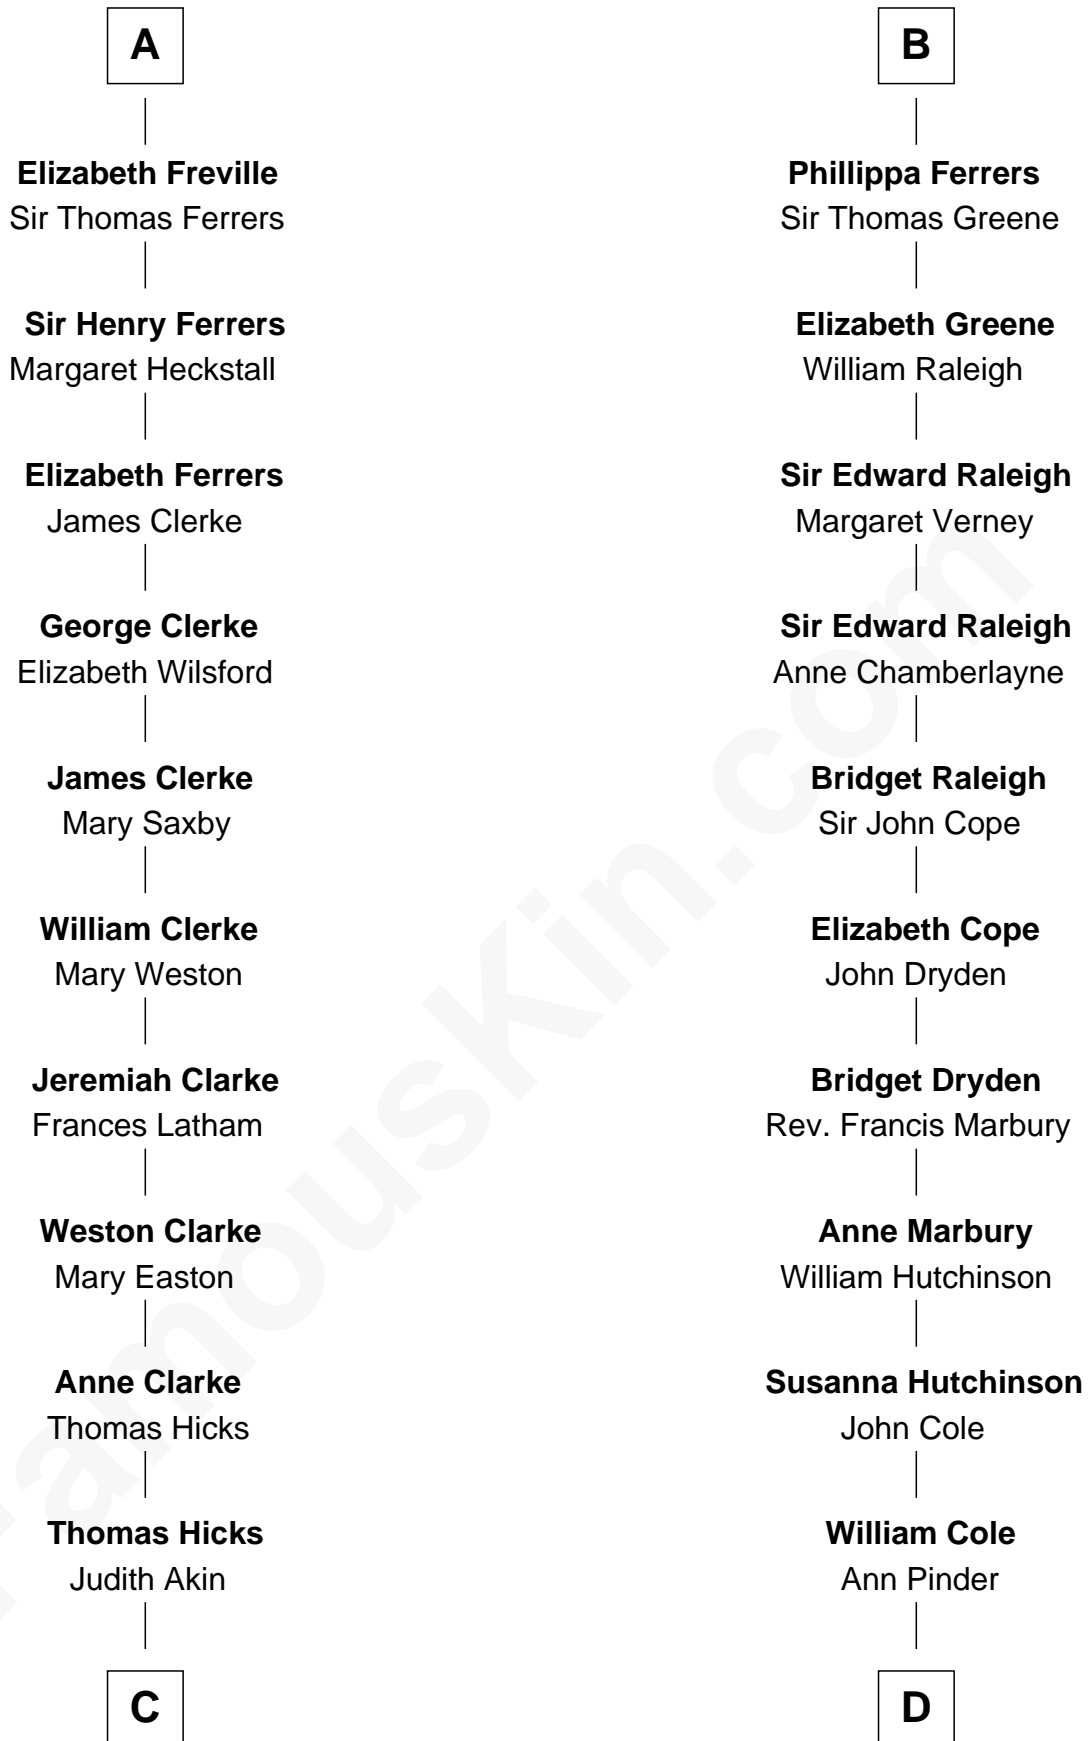 A
Elizabeth Freville
Sir Thomas Ferrers
Sir Henry Ferrers
Margaret Heckstall
Elizabeth Ferrers
James Clerke
George Clerke
Elizabeth Wilsford
James Clerke
Mary Saxby
William Clerke
Mary Weston
Jeremiah Clarke
Frances Latham
Weston Clarke
Mary Easton
Anne Clarke
Thomas Hicks
Thomas Hicks
Judith Akin
C
B
Phillippa Ferrers
Sir Thomas Greene
Elizabeth Greene
William Raleigh
Sir Edward Raleigh
Margaret Verney
Sir Edward Raleigh
Anne Chamberlayne
Bridget Raleigh
Sir John Cope
Elizabeth Cope
John Dryden
Bridget Dryden
Rev. Francis Marbury
Anne Marbury
William Hutchinson
Susanna Hutchinson
John Cole
William Cole
Ann Pinder
D
FamousKin.com